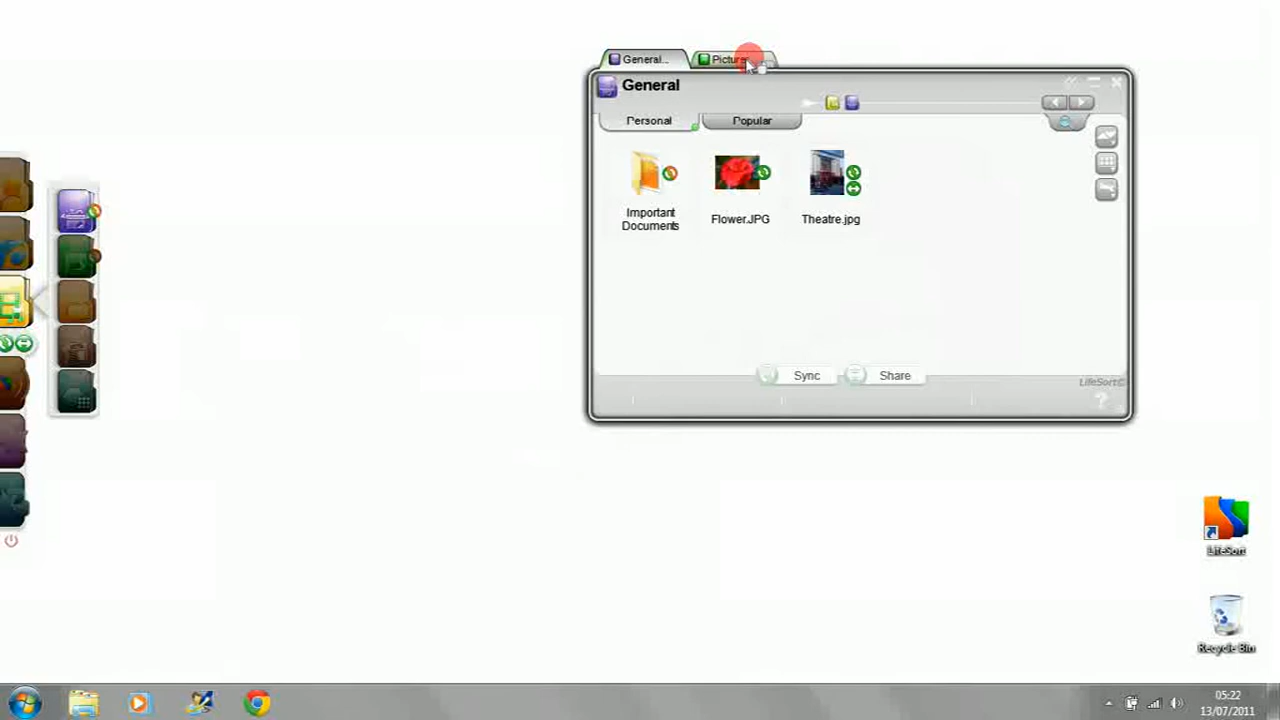 General...
Picture
General
Personal
Popular
Important
Documents
Flower.JPG
Theatre.jpg
Sync
Share
LifeSort©
LifeSort
Recycle Bin
05:22
13/07/2011